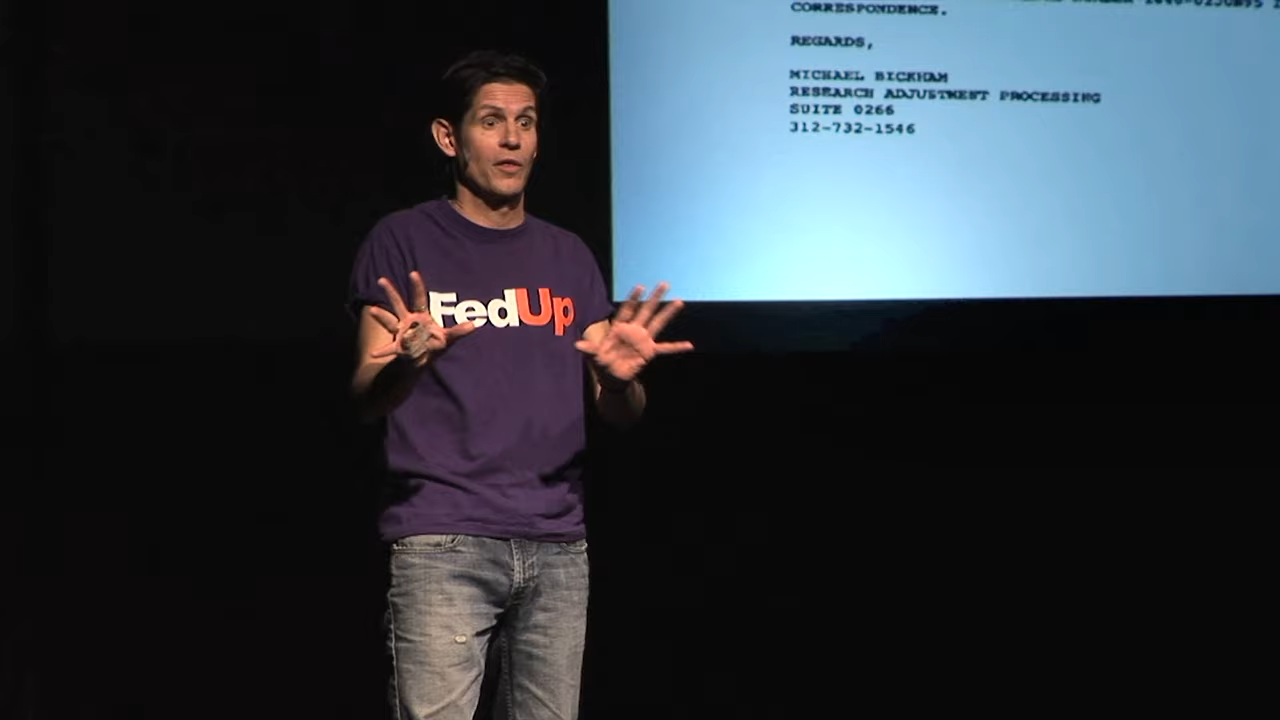 CORRESPONDENCE.
REGARDS,
MICHAEL BICKHAM
RESEARCH ADJUSTMENT PROCESSING
SUITE 0266
312-732-1546
FedUp